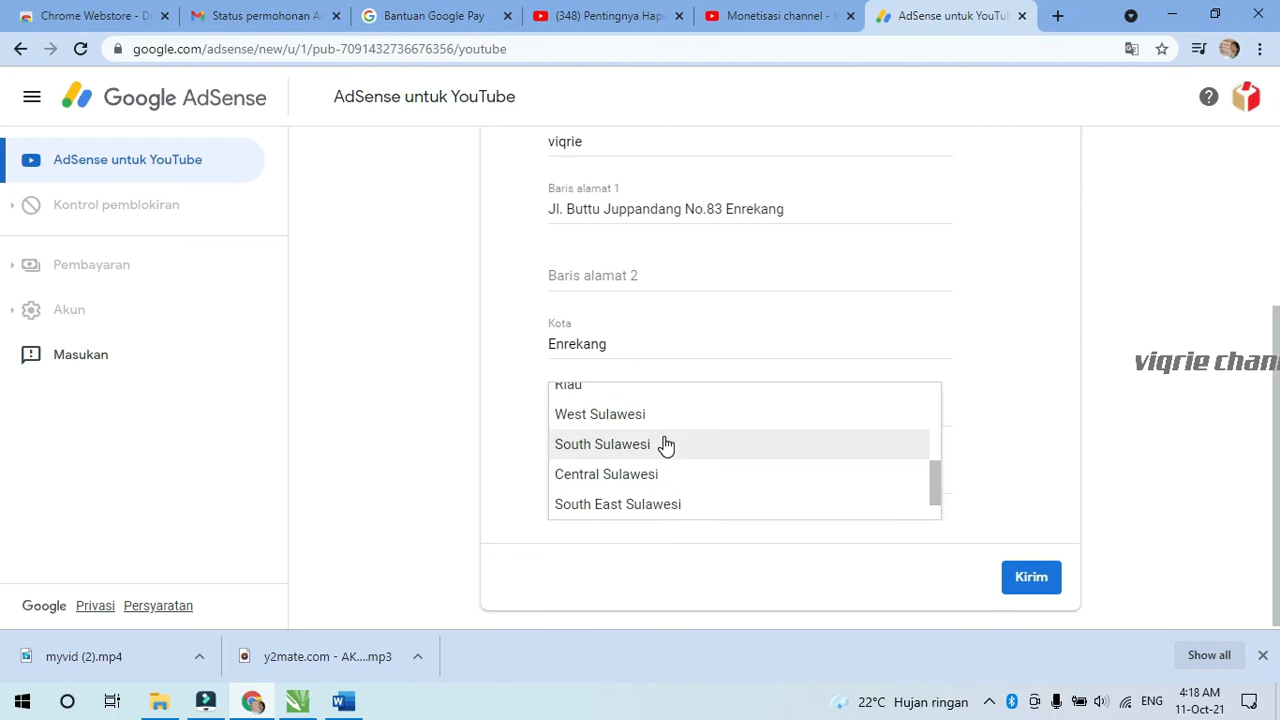 Chrome Webstore - D
Status permohonan A
Bantuan Google Pay
(348) Pentingnya Hapu
Monetisasi channel - Y
AdSense untuk YouTu
google.com/adsense/new/u/1/pub-7091432736676356/youtube
Google AdSense
AdSense untuk YouTube
AdSense untuk YouTube
Kontrol pemblokiran
Pembayaran
Akun
Masukan
Google Privasi Persyaratan
viqrie
Baris alamat 1
Jl. Buttu Juppandang No.83 Enrekang
Baris alamat 2
Kota
Enrekang
Riau
West Sulawesi
South Sulawesi
Central Sulawesi
South East Sulawesi
Kirim
viqrie chann
myvid (2).mp4
y2mate.com - AK....mp3
Show all
22°C Hujan ringan
ENG
4:18 AM
11-Oct-21